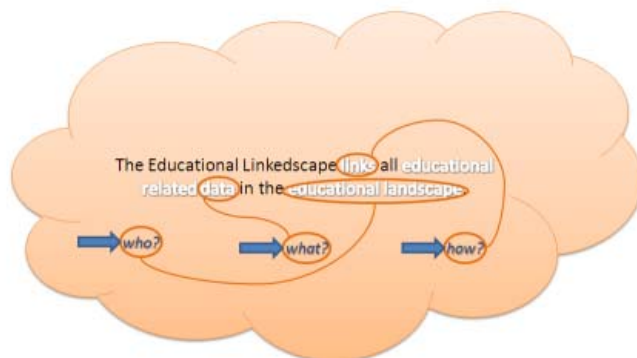 The Educational Linkedscape links all educational
related data in the educational landscape
who? what? how?